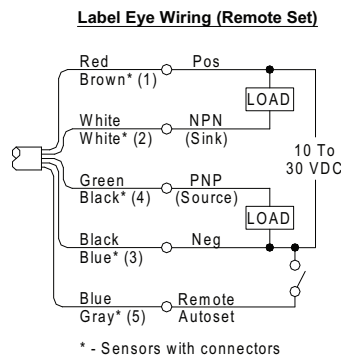 Label Eye Wiring (Remote Set)
Red Pos
Brown* (1)
LOAD
White NPN
White* (2) (Sink)
10 To
30 VDC
Green PNP
Black* (4) (Source)
LOAD
Black Neg
Blue* (3)
Blue Remote
Gray* (5) Autoset
* - Sensors with connectors